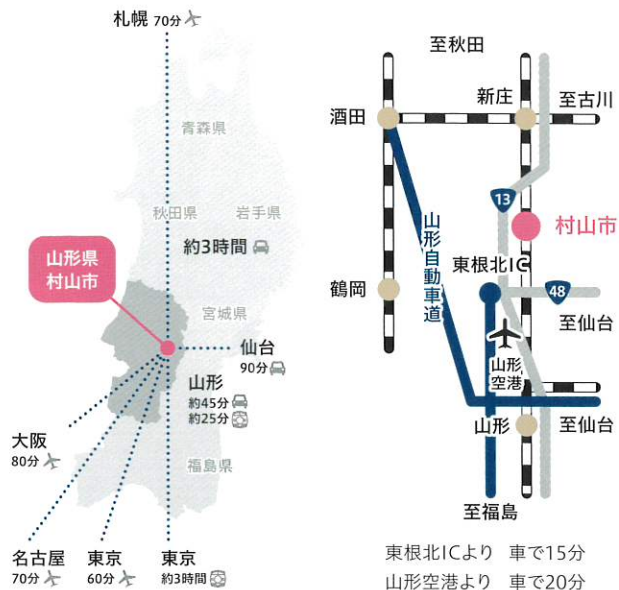 札幌 70分
青森県
秋田県
岩手県
約3時間
山形県
村山市
宮城県
仙台
90分
山形
約45分
約25分
大阪
80分
福島県
名古屋
70分
東京
60分
東京
約3時間
至秋田
新庄
至古川
酒田
13
村山市
山形自動車道
東根北IC
鶴岡
48
至仙台
山形
空港
山形
至仙台
至福島
東根北ICより 車で15分
山形空港より 車で20分